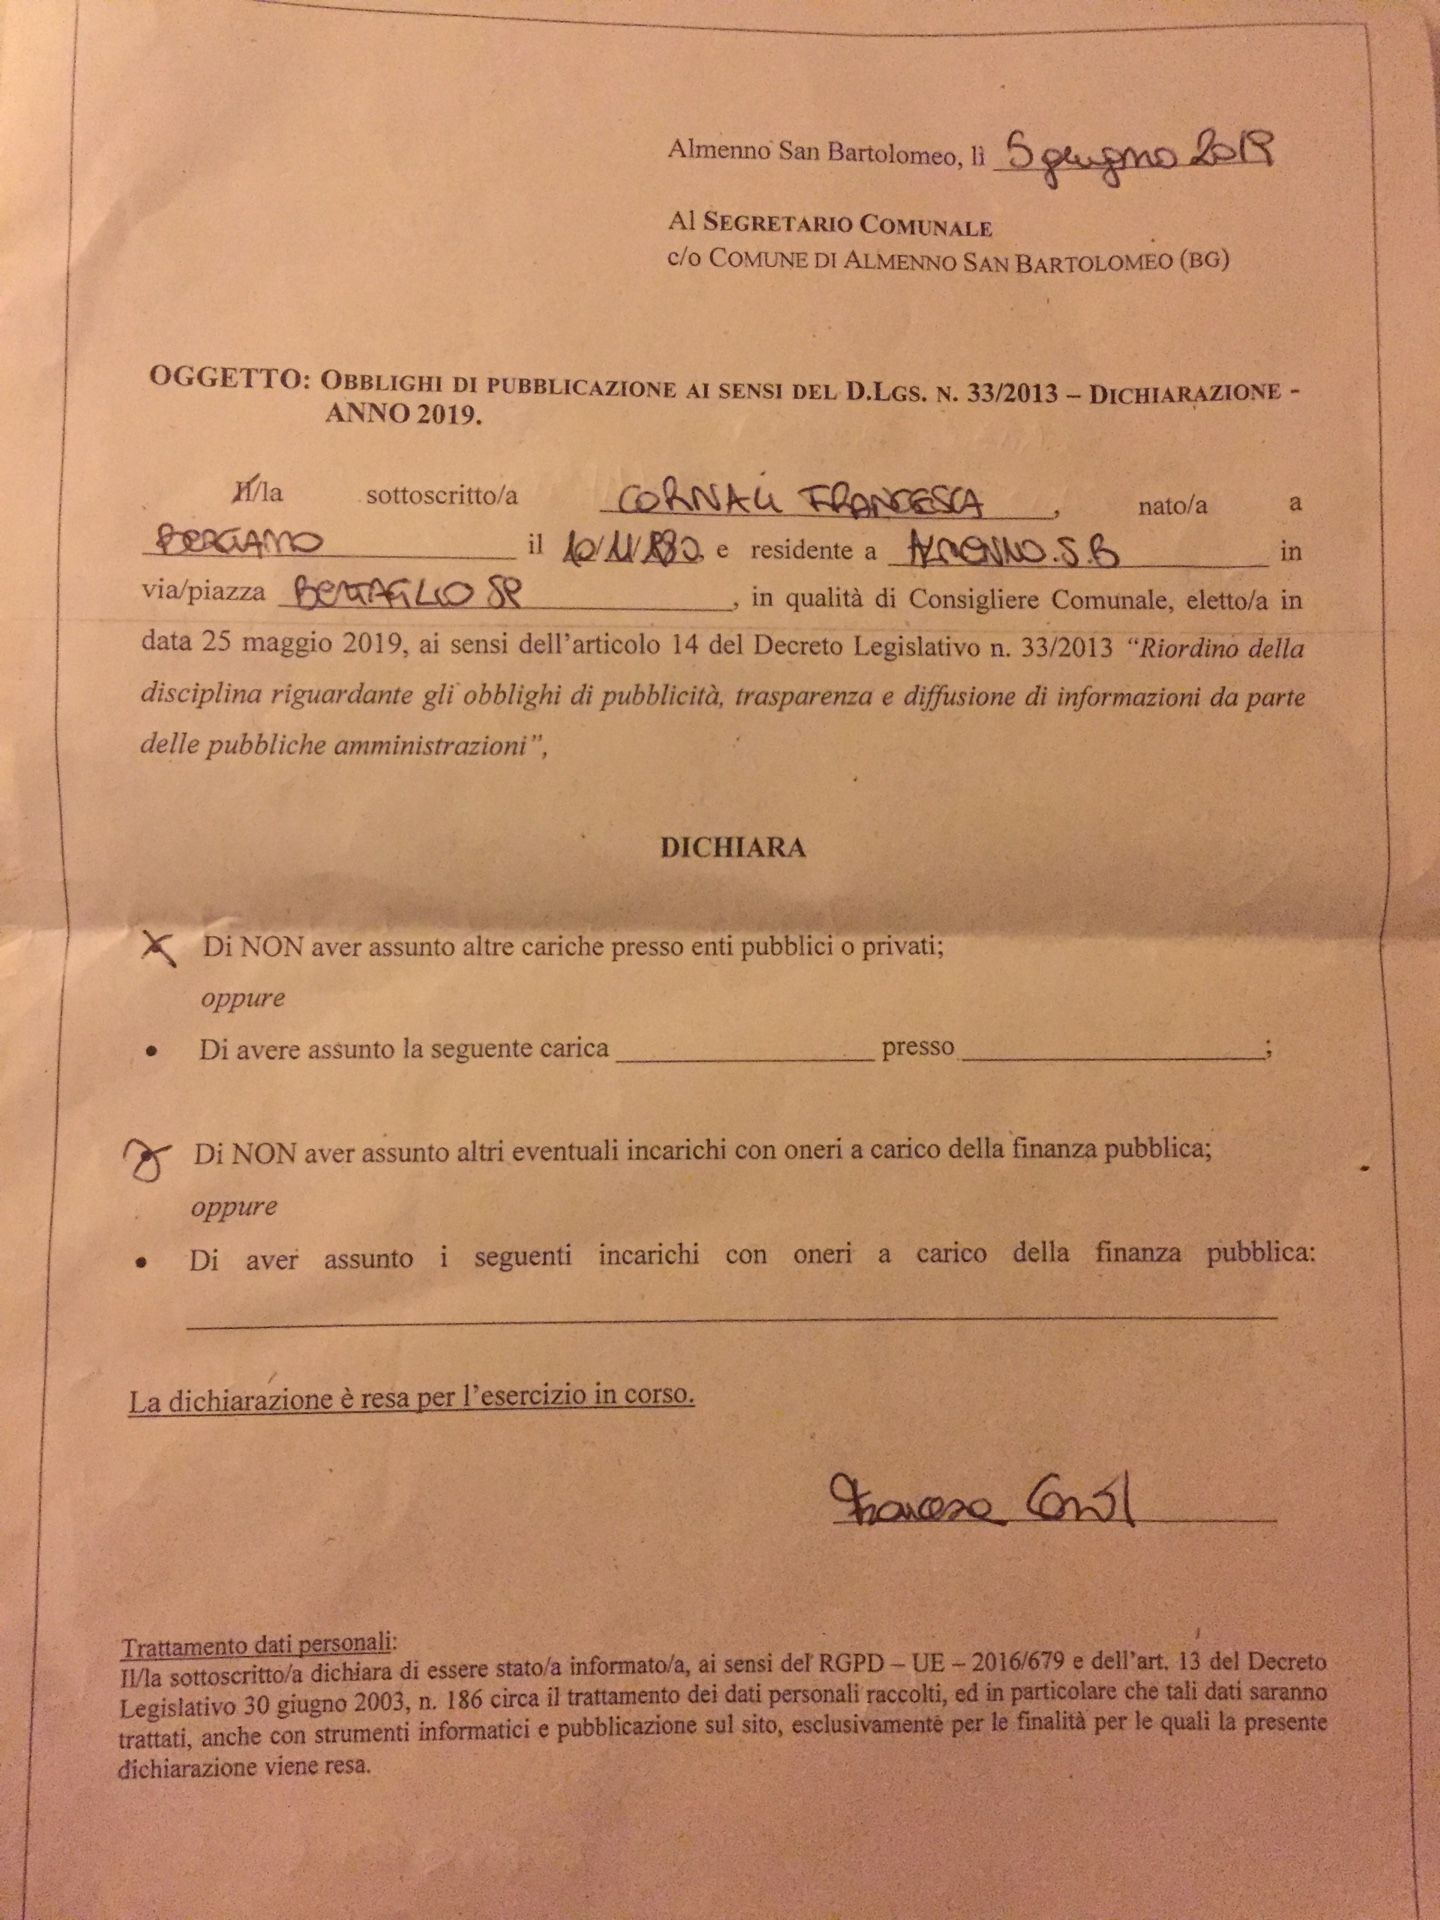 Almenno San Bartolomeo, lì 5 giugno 2019
Al SEGRETARIO COMUNALE
c/o COMUNE DI ALMENNO SAN BARTOLOMEO (BG)
OGGETTO: OBBLIGHI DI PUBBLICAZIONE AI SENSI DEL D.LGS. N. 33/2013 – DICHIARAZIONE -
ANNO 2019.
Il/la sottoscritto/a CORNALI FRANCESCA, nato/a a
BERGAMO il e residente a ALMENNO.S.B in
via/piazza, in qualità di Consigliere Comunale, eletto/a in
data 25 maggio 2019, ai sensi dell'articolo 14 del Decreto Legislativo n. 33/2013 “Riordino della
disciplina riguardante gli obblighi di pubblicità, trasparenza e diffusione di informazioni da parte
delle pubbliche amministrazioni”,
DICHIARA
Di NON aver assunto altre cariche presso enti pubblici o privati;
oppure
• Di avere assunto la seguente carica ____________ presso ____________;
Di NON aver assunto altri eventuali incarichi con oneri a carico della finanza pubblica;
oppure
• Di aver assunto i seguenti incarichi con oneri a carico della finanza pubblica:
La dichiarazione è resa per l'esercizio in corso.
Francesca
Trattamento dati personali:
Il/la sottoscritto/a dichiara di essere stato/a informato/a, ai sensi del RGPD – UE – 2016/679 e dell'art. 13 del Decreto
Legislativo 30 giugno 2003, n. 186 circa il trattamento dei dati personali raccolti, ed in particolare che tali dati saranno
trattati, anche con strumenti informatici e pubblicazione sul sito, esclusivamente per le finalità per le quali la presente
dichiarazione viene resa.